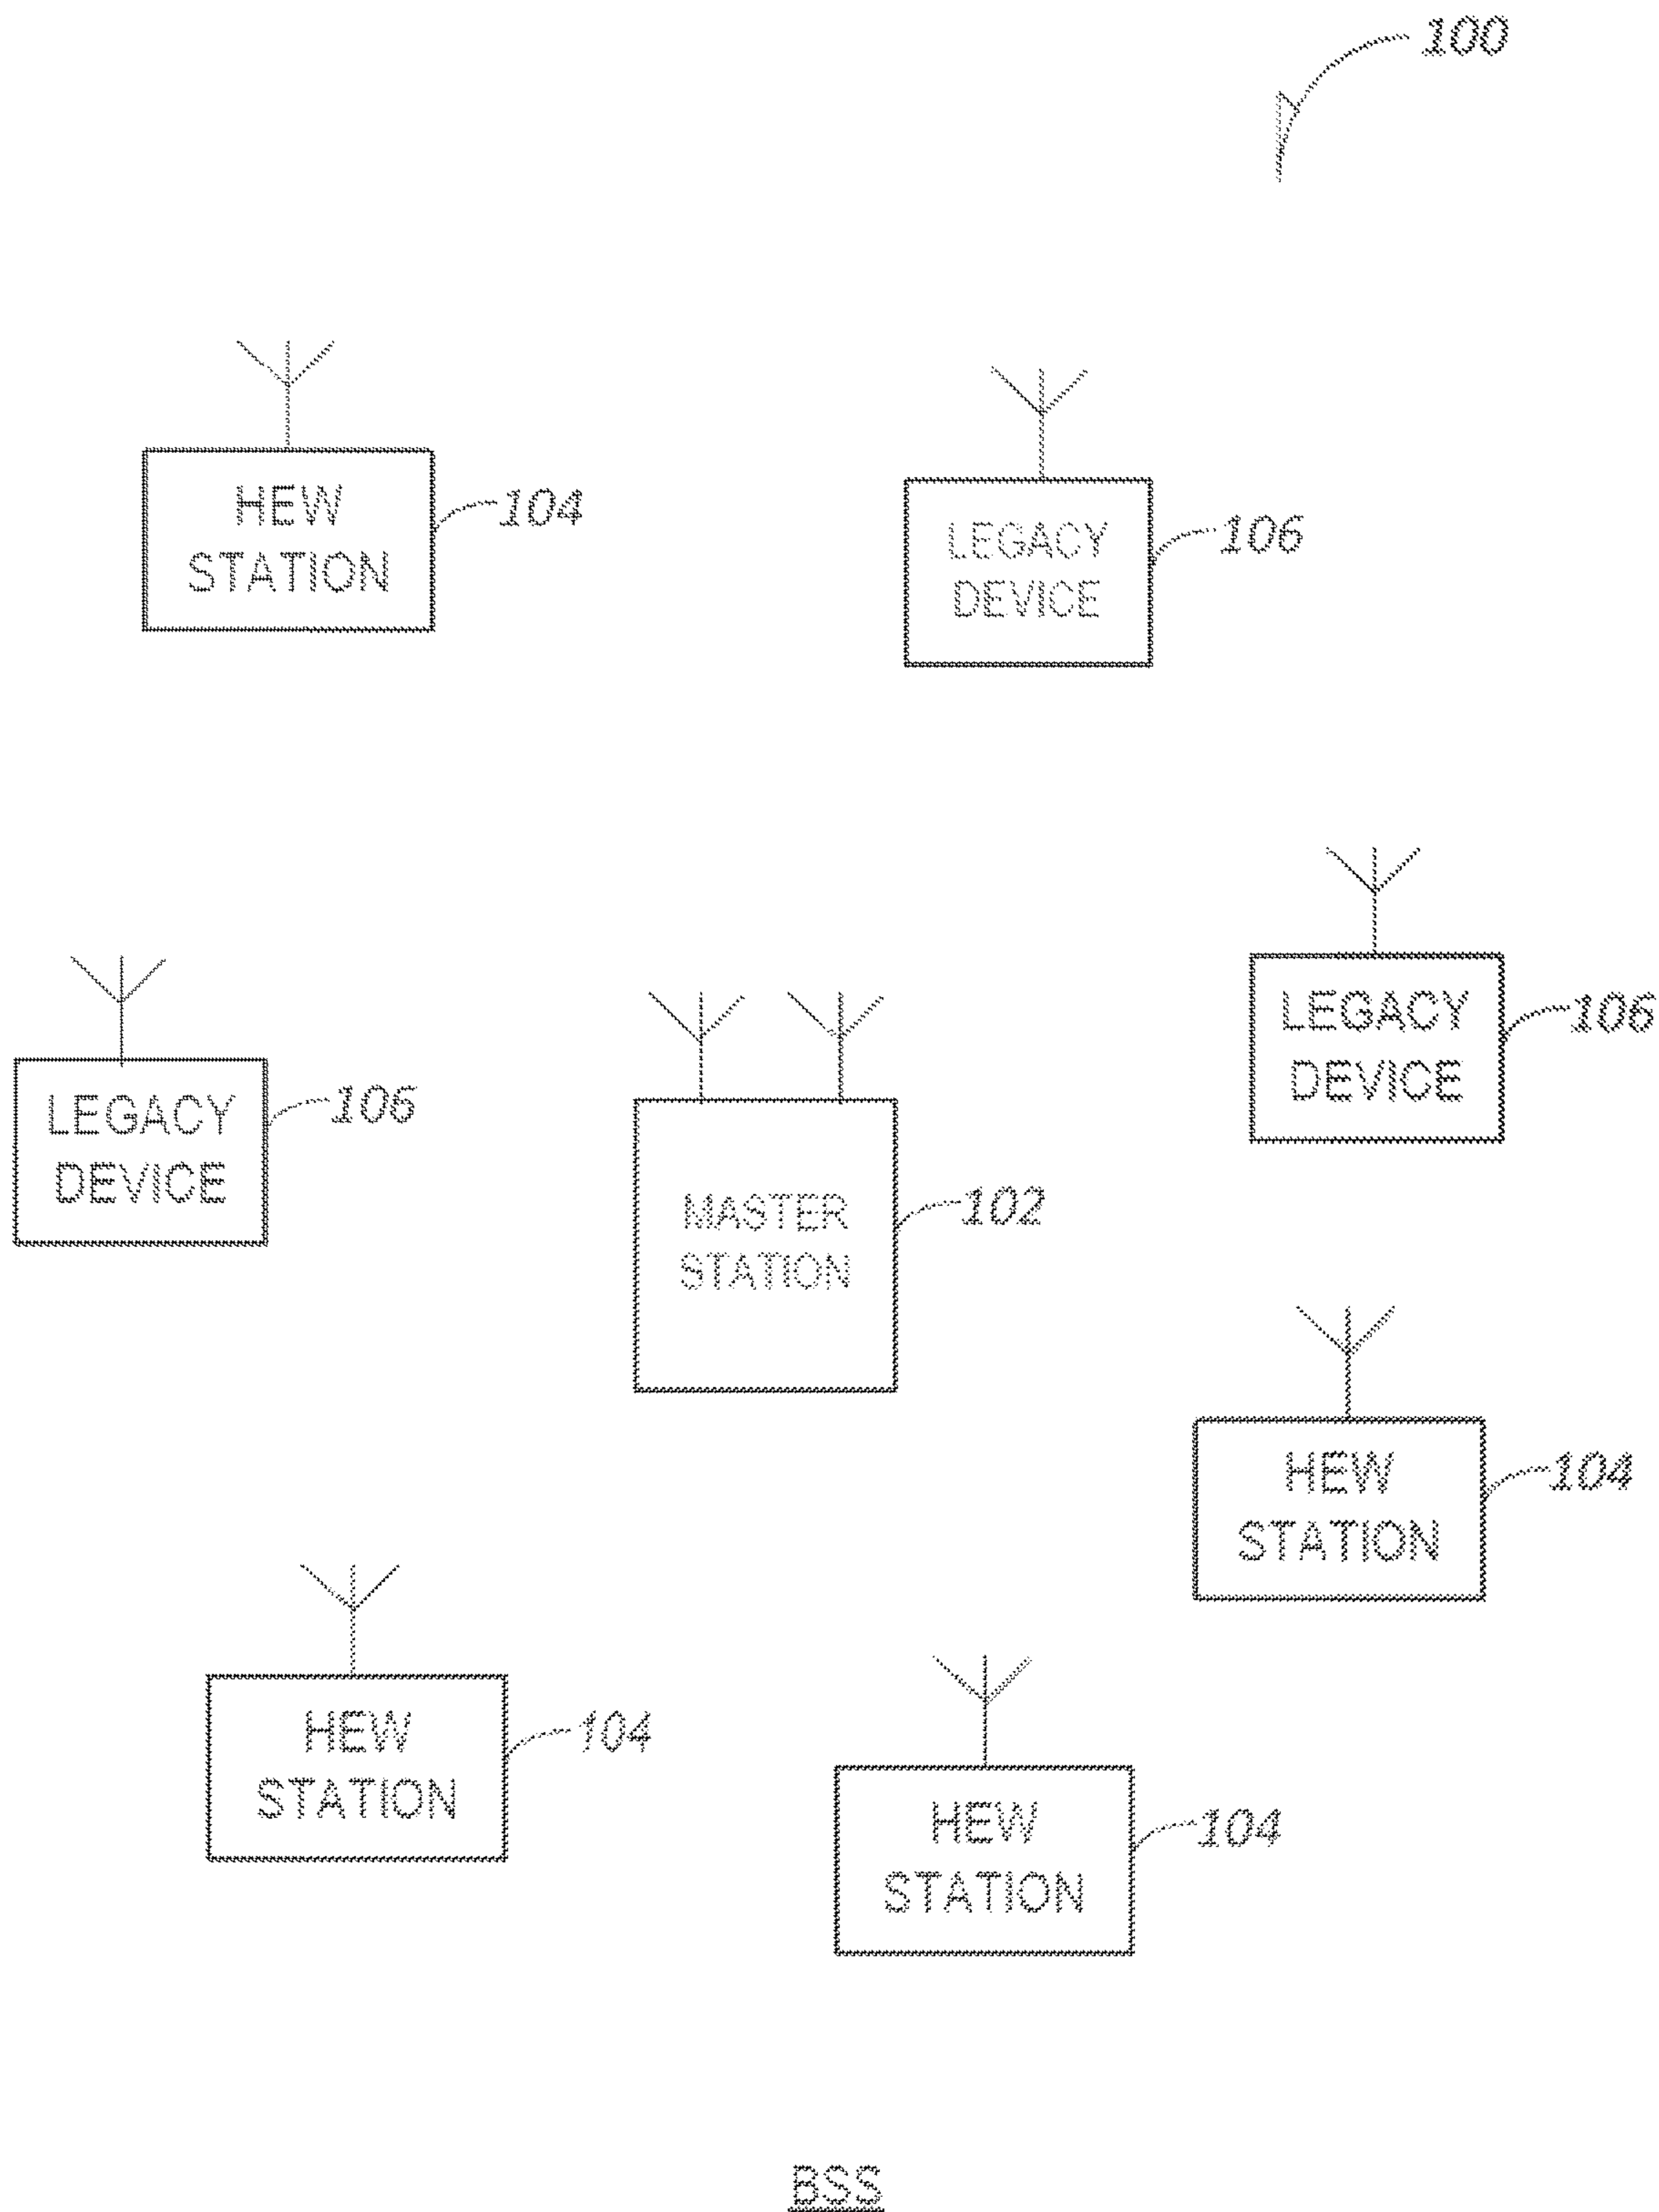 100
HEW
STATION
104
LEGACY
DEVICE
106
LEGACY
DEVICE
106
LEGACY
DEVICE
106
MASTER
STATION
102
HEW
STATION
104
HEW
STATION
104
HEW
STATION
104
BSS